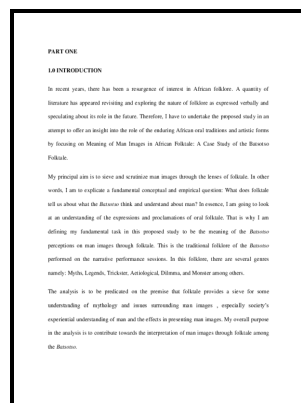 PART ONE
1.0 INTRODUCTION
In recent years, there has been a resurgence of interest in African folklore. A quantity of
literature has appeared revisiting and exploring the nature of folklore as expressed verbally and
speculating about its role in the future. Therefore, I have to undertake the proposed study in an
attempt to offer an insight into the role of the enduring African oral traditions and artistic forms
by focusing on Meaning of Man Images in African Folktale: A Case Study of the Batsotso
Folktale.
My principal aim is to sieve and scrutinize man images through the lenses of folktale. In other
words, I am to explicate a fundamental conceptual and empirical question: What does folktale
tell us about what the Batsotso think and understand about man? In essence, I am going to look
at an understanding of the expressions and proclamations of oral folktale. That is why I am
defining my fundamental task in this proposed study to be the meaning of the Batsotso
perceptions on man images through folktale. This is the traditional folklore of the Batsotso
performed on the narrative performance sessions. In this folklore, there are several genres
namely: Myths, Legends, Trickster, Aetiological, Dilemma, and Monster among others.
The analysis is to be predicated on the premise that folktale provides a sieve for some
understanding of mythology and issues surrounding man images , especially society's
experiential understanding of man and the effects in presenting man images. My overall purpose
in the analysis is to contribute towards the interpretation of man images through folktale among
the Batsotso.